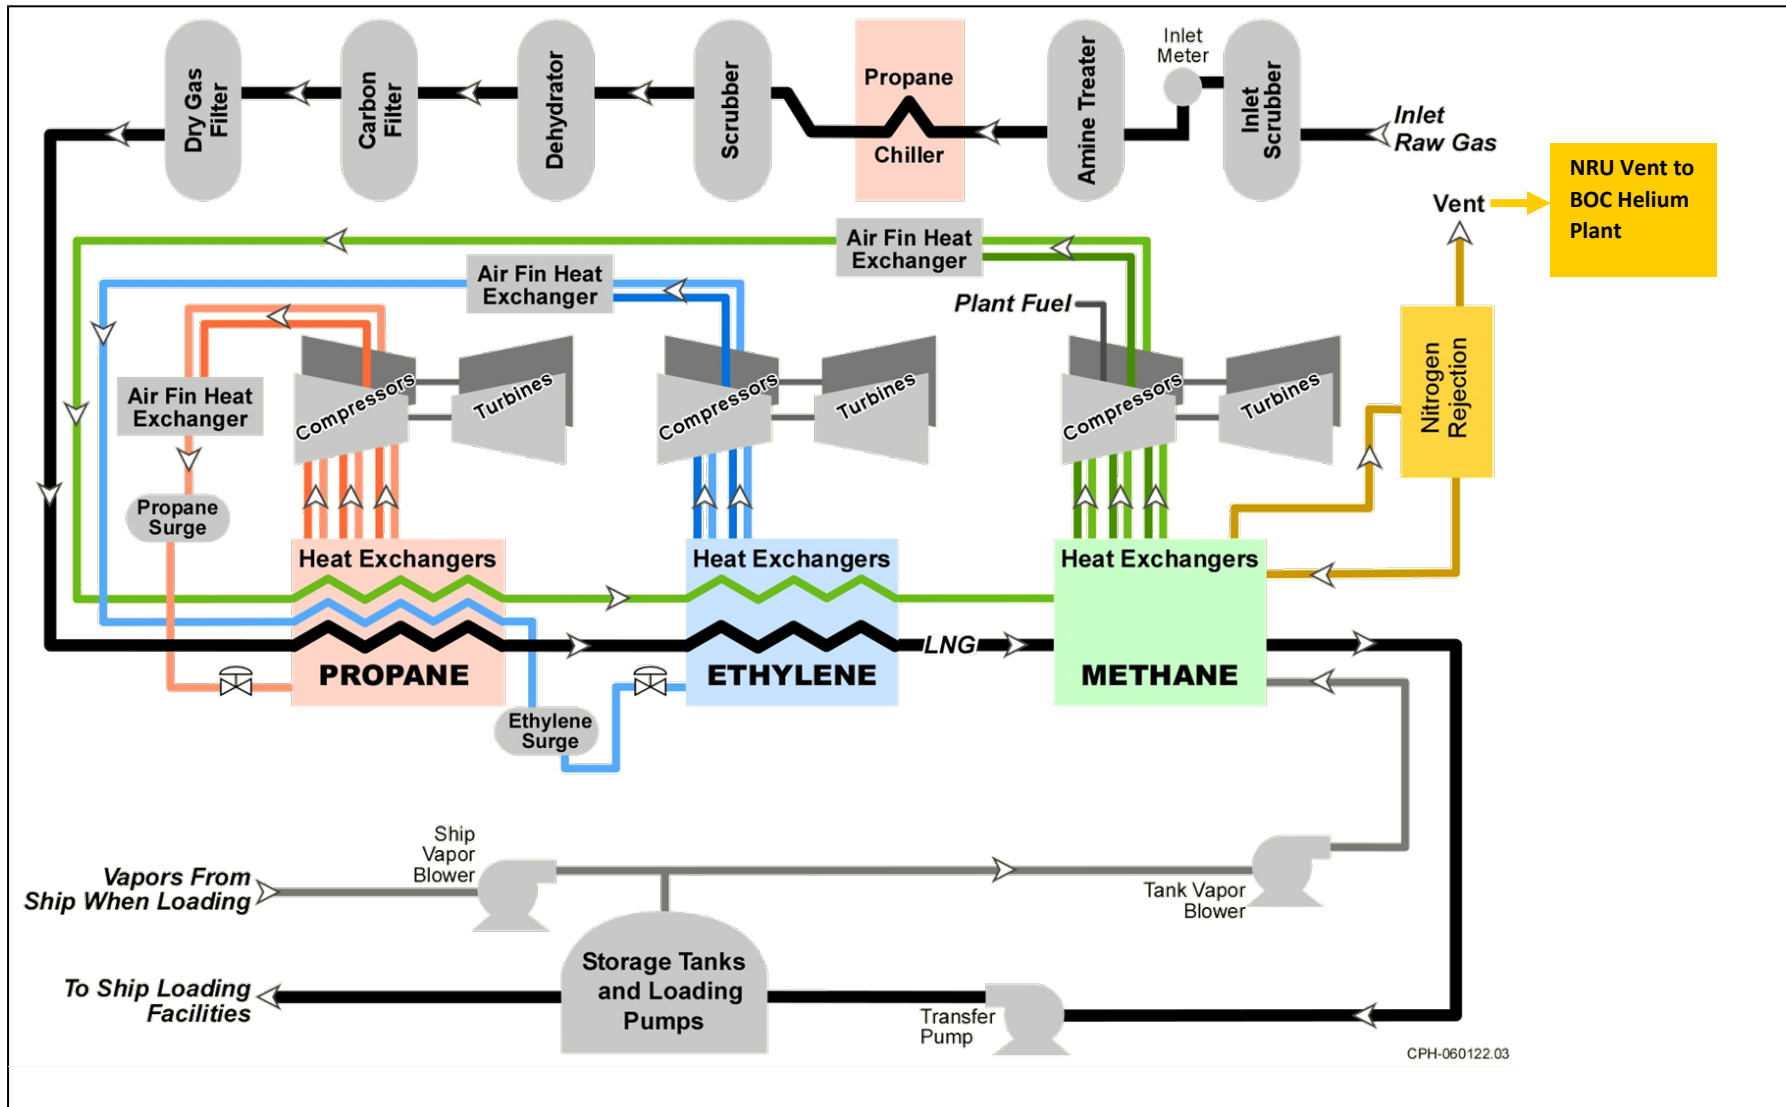 Dry Gas
Filter
Carbon
Filter
Dehydrator
Scrubber
Propane
Chiller
Amine Treater
Inlet
Meter
Inlet
Scrubber
Inlet
Raw Gas
NRU Vent to
BOC Helium
Plant
Vent
Air Fin Heat
Exchanger
Air Fin Heat
Exchanger
Plant Fuel
Air Fin Heat
Exchanger
Compressors
Turbines
Compressors
Turbines
Compressors
Turbines
Nitrogen
Rejection
Propane
Surge
Heat Exchangers
PROPANE
Heat Exchangers
ETHYLENE
LNG
Heat Exchangers
METHANE
Ethylene
Surge
Ship
Vapor
Blower
Vapors From
Ship When Loading
Tank Vapor
Blower
Storage Tanks
and Loading
Pumps
To Ship Loading
Facilities
Transfer
Pump
CPH-060122.03